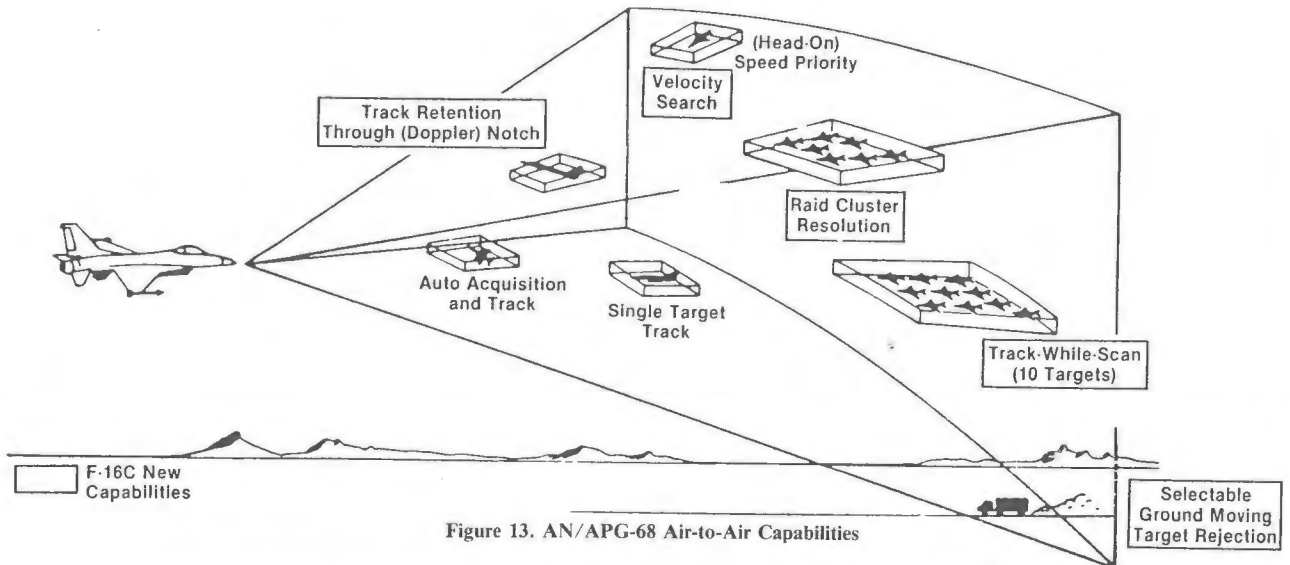 (Head-On)
Speed Priority
Velocity
Search
Track Retention
Through (Doppler) Notch
Raid Cluster
Resolution
Auto Acquisition
and Track
Single Target
Track
Track-While-Scan
(10 Targets)
F-16C New
Capabilities
Selectable
Ground Moving
Target Rejection
Figure 13. AN/APG-68 Air-to-Air Capabilities